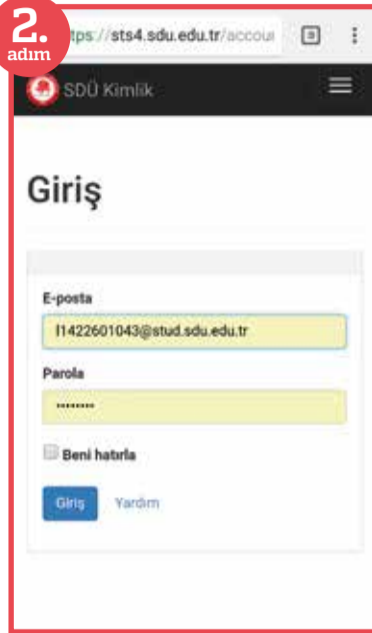 2.
adım
tps://sts4.sdu.edu.tr/accou
SDÜ Kimlik
Giriş
E-posta
l1422601043@stud.sdu.edu.tr
Parola
••••••••
Beni hatırla
Giriş Yardım